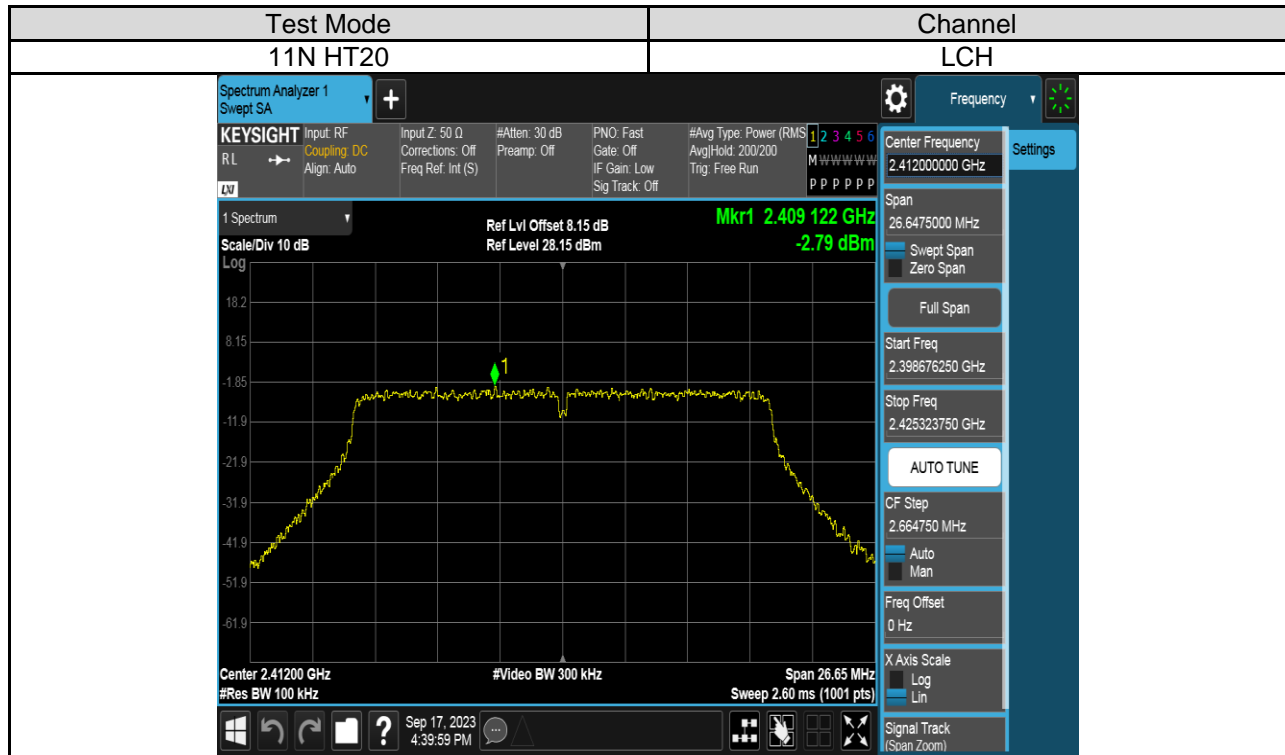 Test Mode Channel
11N HT20 LCH
Spectrum Analyzer 1
Swept SA
+
Frequency
KEYSIGHT Input: RF Input Z: 50 Ω #Atten: 30 dB PNO: Fast #Avg Type: Power (RMS 1 2 3 4 5 6
RL Coupling: DC Corrections: Off Preamp: Off Gate: Off Avg|Hold: 200/200 M W W W W W
Align: Auto Freq Ref: Int (S) IF Gain: Low Trig: Free Run
LXI Sig Track: Off P P P P P P
1 Spectrum Ref Lvl Offset 8.15 dB Mkr1 2.409 122 GHz
Scale/Div 10 dB Ref Level 28.15 dBm -2.79 dBm
Log
18.2
8.15
1
-1.85
-11.9
-21.9
-31.9
-41.9
-51.9
-61.9
Center 2.41200 GHz #Video BW 300 kHz Span 26.65 MHz
#Res BW 100 kHz Sweep 2.60 ms (1001 pts)
? Sep 17, 2023
4:39:59 PM
Center Frequency
2.412000000 GHz
Settings
Span
26.6475000 MHz
Swept Span
Zero Span
Full Span
Start Freq
2.398676250 GHz
Stop Freq
2.425323750 GHz
AUTO TUNE
CF Step
2.664750 MHz
Auto
Man
Freq Offset
0 Hz
X Axis Scale
Log
Lin
Signal Track
(Span Zoom)